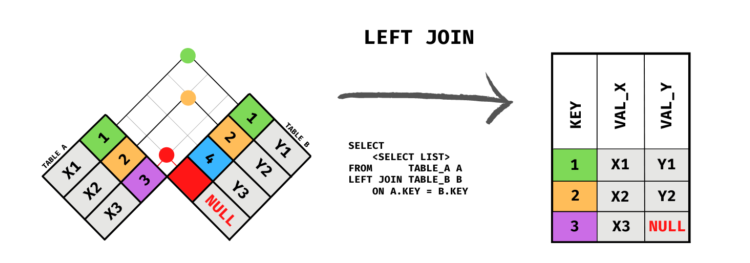 LEFT JOIN
TABLE A
1
2
3
X1
X2
X3
TABLE B
1
2
4
Y1
Y2
Y3
NULL
SELECT
<SELECT LIST>
FROM TABLE_A A
LEFT JOIN TABLE_B B
ON A.KEY = B.KEY
KEY VAL_X VAL_Y
1 X1 Y1
2 X2 Y2
3 X3 NULL